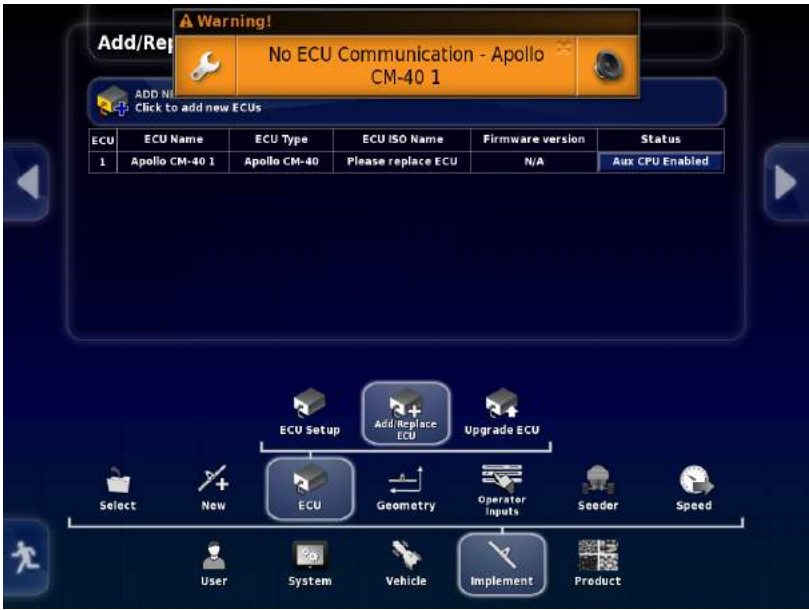 Warning!
No ECU Communication - Apollo
CM-40 1
Add/Rep
ADD NE
Click to add new ECUs
ECU ECU Name ECU Type ECU ISO Name Firmware version Status
1 Apollo CM-40 1 Apollo CM-40 Please replace ECU N/A Aux CPU Enabled
ECU Setup
Add/Replace
ECU
Upgrade ECU
Select
New
ECU
Geometry
Operator
Inputs
Seeder
Speed
User
System
Vehicle
Implement
Product